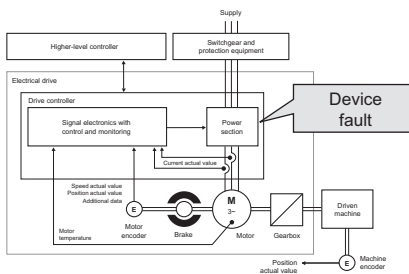 Supply
Higher-level controller
Switchgear and
protection equipment
Electrical drive
Drive controller
Signal electronics with
control and monitoring
Power
section
Device
fault
Current actual value
Speed actual value
Position actual value
Additional data
M
3~
E
Motor
encoder
Brake
Motor
Gearbox
Driven
machine
Motor
temperature
Position
actual value
E
Machine
encoder